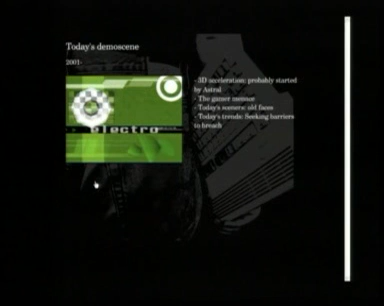 Today's demoscene
2001-
- 3D acceleration: probably started
by Astral
- The gamer menace
- Today's sceners: old faces
- Today's trends: Seeking barriers
to breach
electro